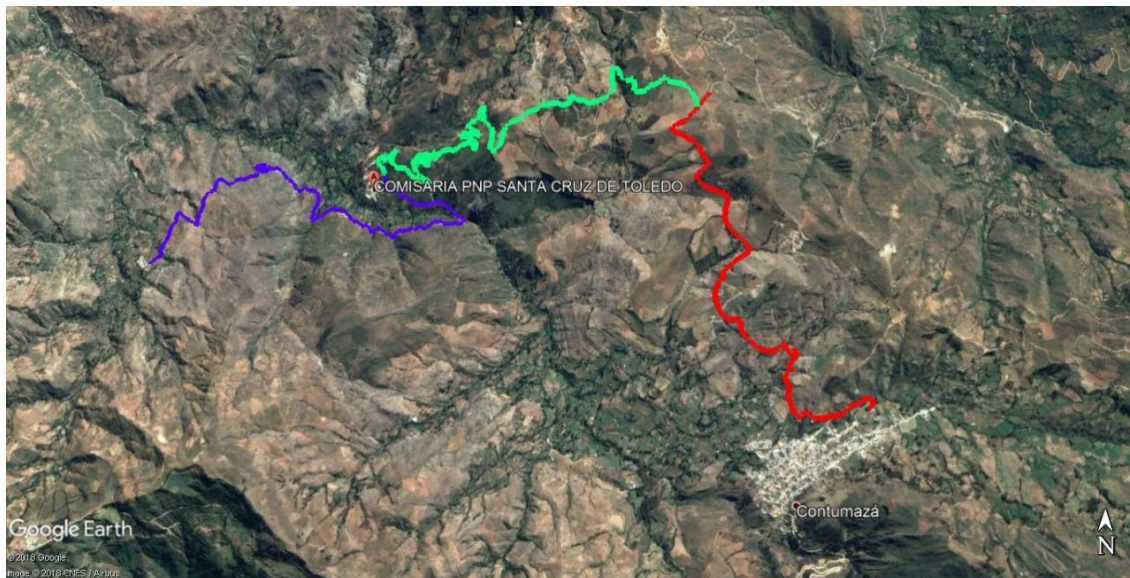 COMISARIA PNP SANTA CRUZ DE TOLEDO
Contumazá
Google Earth
©2018 Google
Image © 2018 CNES / Airbus
N